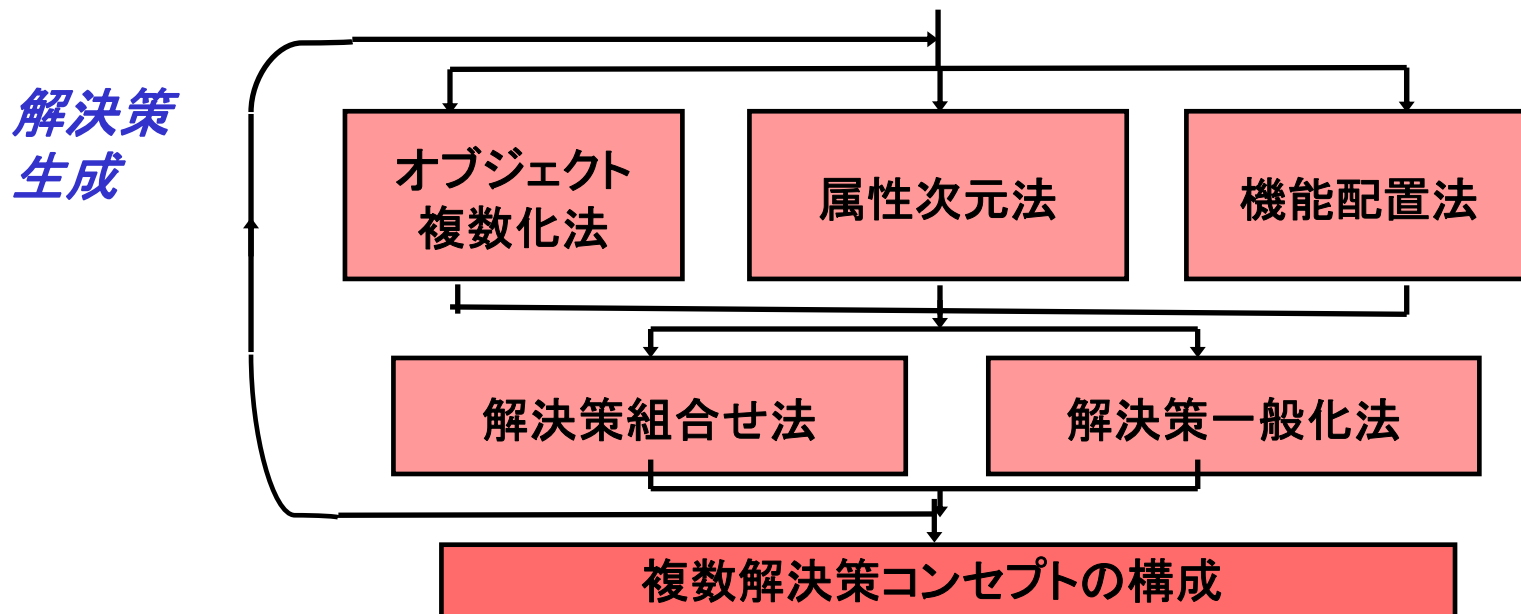 解決策
生成
オブジェクト
複数化法
属性次元法
機能配置法
解決策組合せ法
解決策一般化法
複数解決策コンセプトの構成